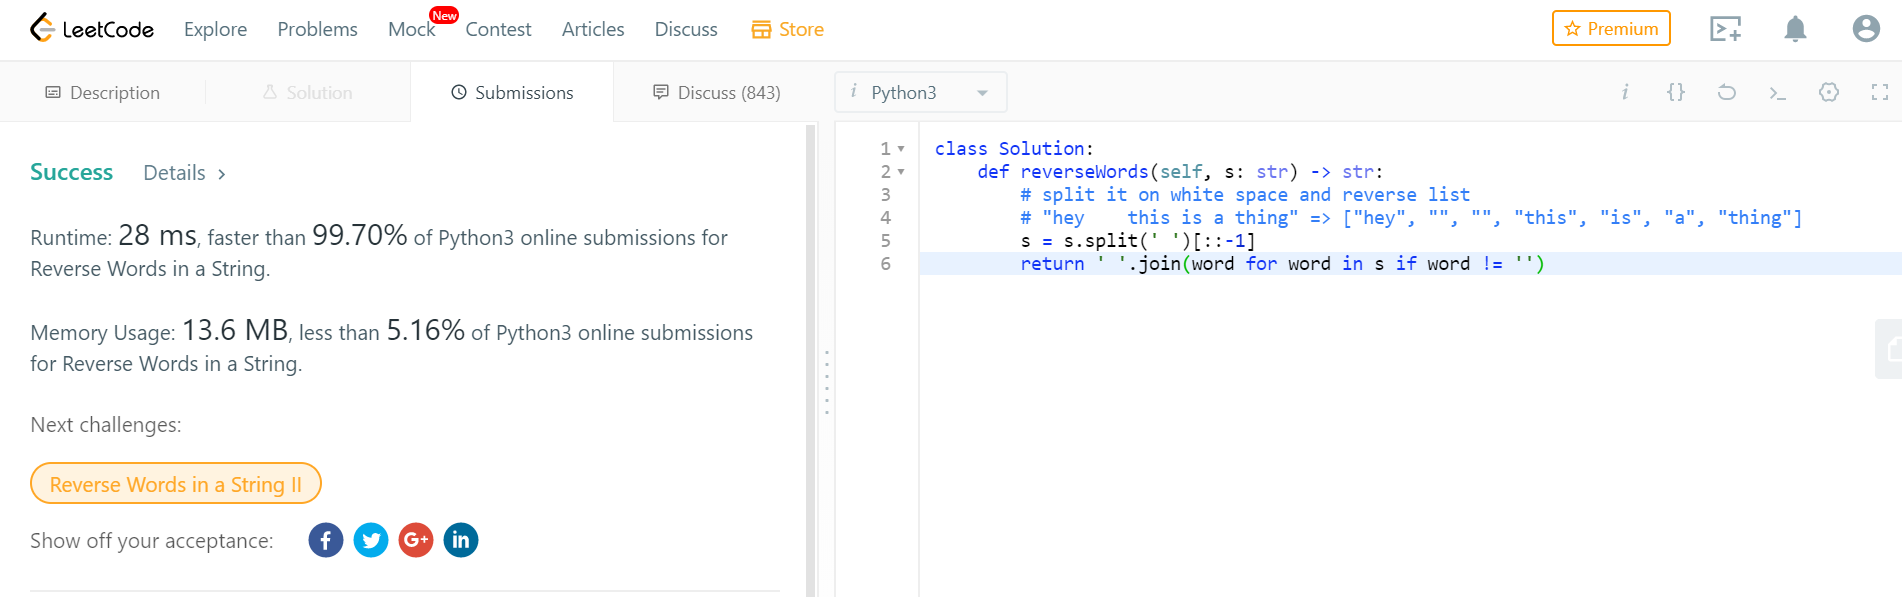 LeetCode Explore Problems Mock New Contest Articles Discuss Store Premium
Description Solution Submissions Discuss (843) i Python3
Success Details >
Runtime: 28 ms, faster than 99.70% of Python3 online submissions for
Reverse Words in a String.
Memory Usage: 13.6 MB, less than 5.16% of Python3 online submissions
for Reverse Words in a String.
Next challenges:
Reverse Words in a String II
Show off your acceptance: f G+ in
1 class Solution:
2     def reverseWords(self, s: str) -> str:
3         # split it on white space and reverse list
4         # "hey    this is a thing" => ["hey", "", "", "this", "is", "a", "thing"]
5         s = s.split(' ')[::-1]
6         return ' '.join(word for word in s if word != '')